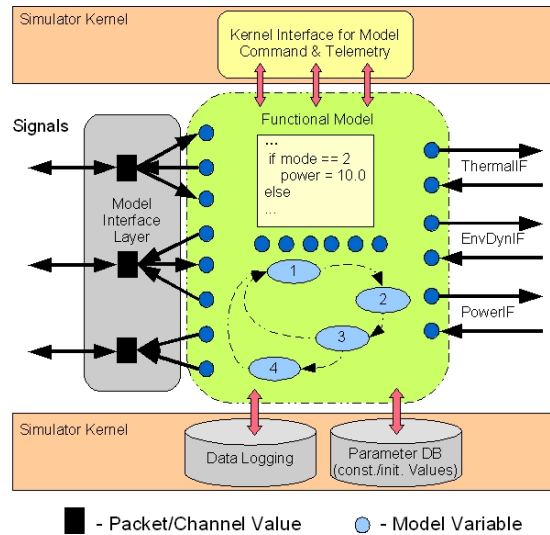 Simulator Kernel
Kernel Interface for Model
Command & Telemetry
Signals
Functional Model
...
if mode == 2
power = 10.0
else
...
Model
Interface
Layer
ThermalIF
EnvDynIF
PowerIF
1
2
3
4
Simulator Kernel
Data Logging
Parameter DB
(const./init. Values)
- Packet/Channel Value
- Model Variable